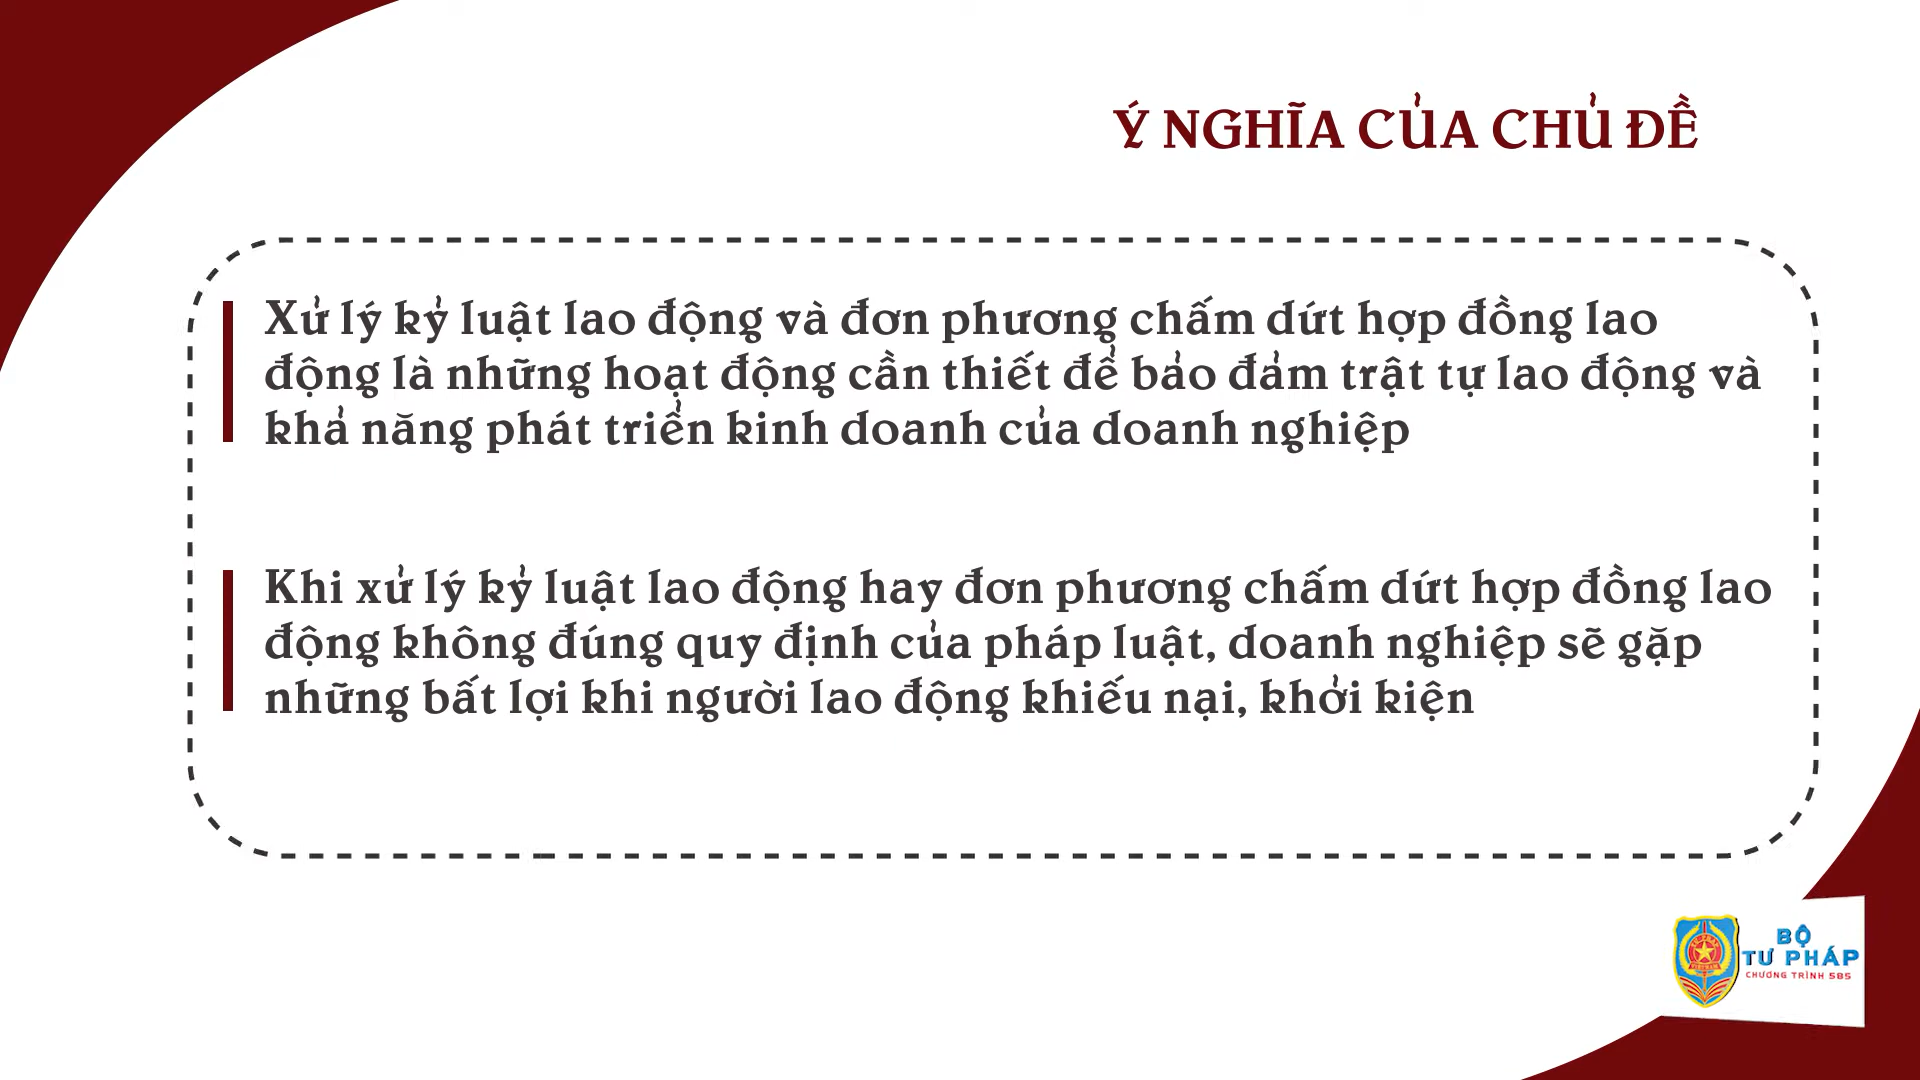 Ý NGHĨA CỦA CHỦ ĐỀ
Xử lý kỷ luật lao động và đơn phương chấm dứt hợp đồng lao
động là những hoạt động cần thiết để bảo đảm trật tự lao động và
khả năng phát triển kinh doanh của doanh nghiệp
Khi xử lý kỷ luật lao động hay đơn phương chấm dứt hợp đồng lao
động không đúng quy định của pháp luật, doanh nghiệp sẽ gặp
những bất lợi khi người lao động khiếu nại, khởi kiện
BỘ
TƯ PHÁP
CHƯƠNG TRÌNH 585